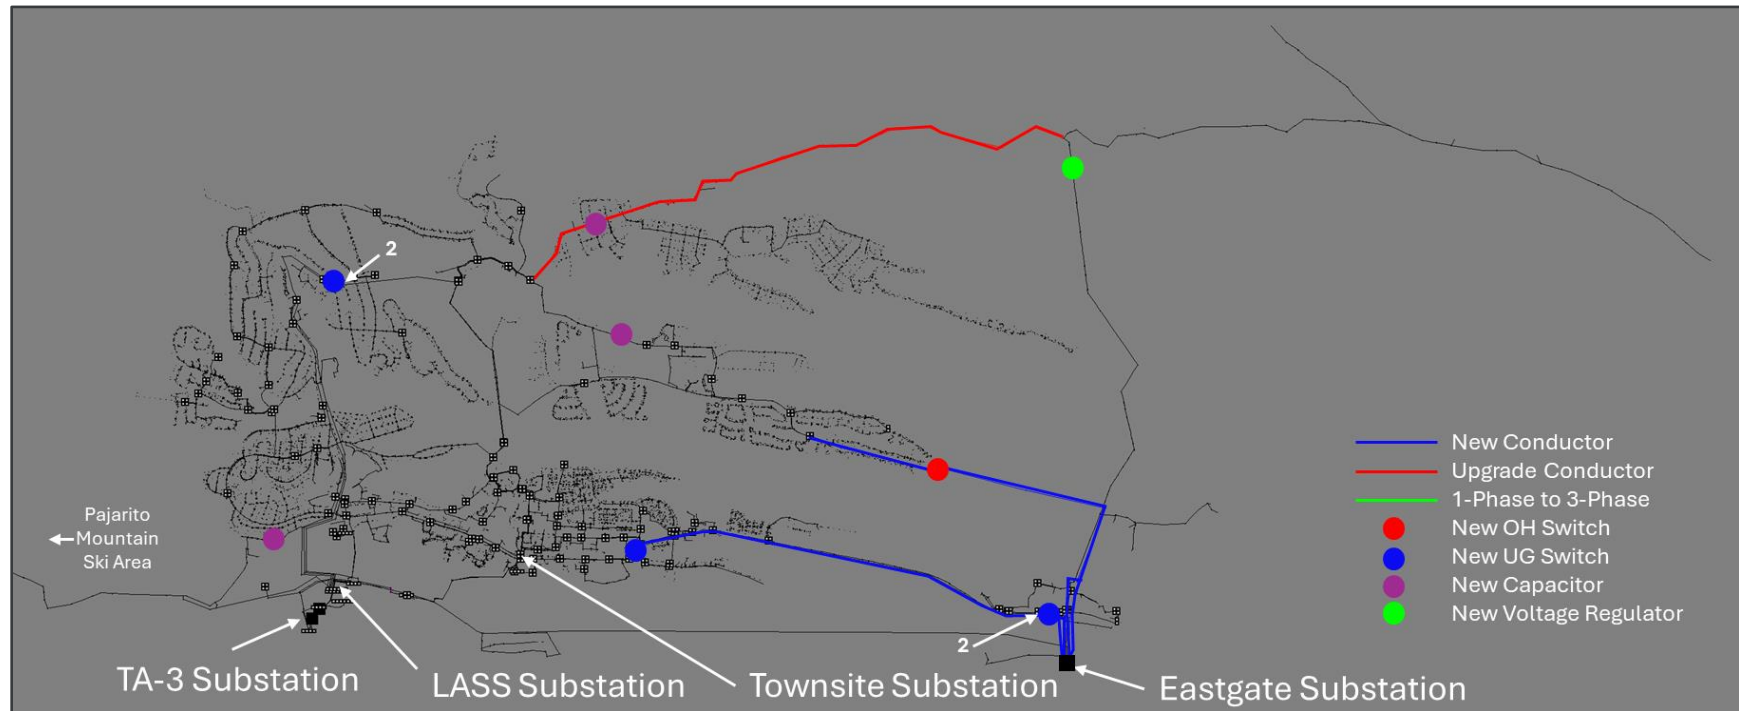 2
New Conductor
Upgrade Conductor
1-Phase to 3-Phase
New OH Switch
New UG Switch
New Capacitor
New Voltage Regulator
Pajarito
Mountain
Ski Area
2
TA-3 Substation
LASS Substation
Townsite Substation
Eastgate Substation